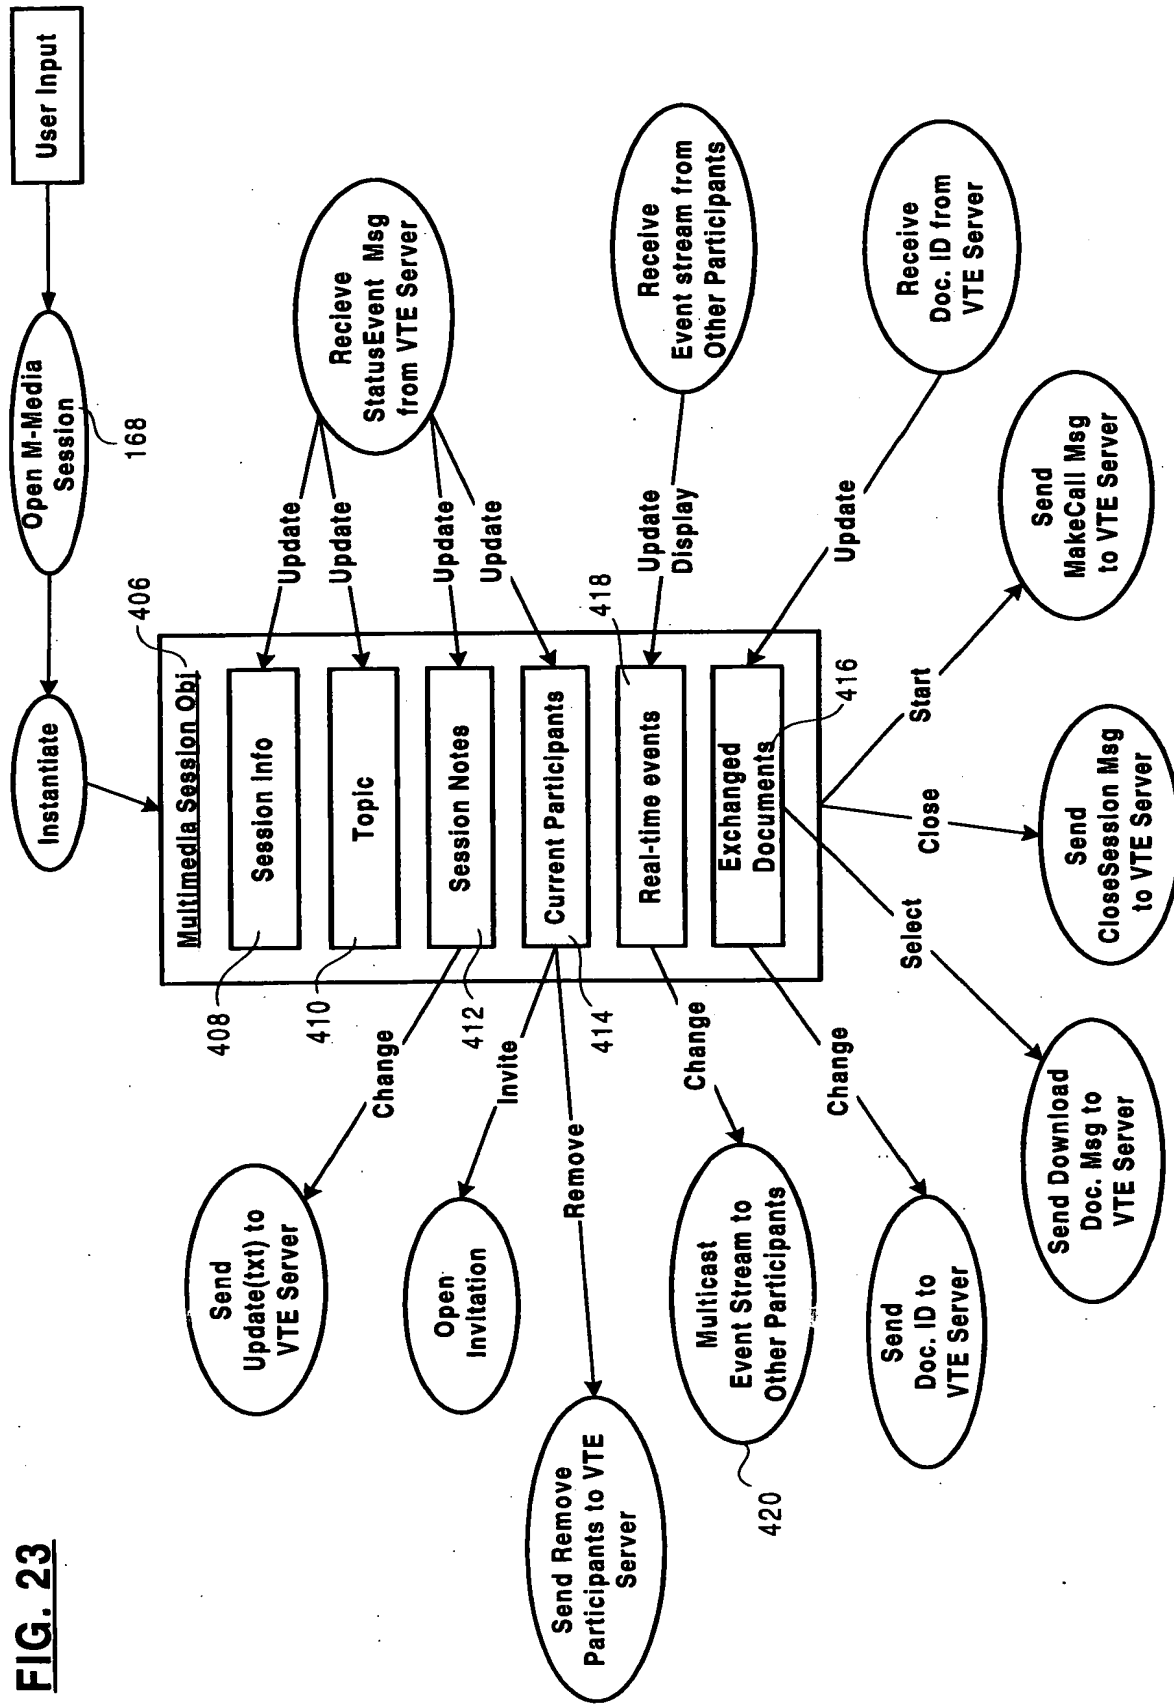 FIG. 23
User Input
Open M-Media
Session
168
Instantiate
406
Multimedia Session Obj
Session Info
408
Topic
410
Session Notes
412
Current Participants
414
Real-time events
418
Exchanged
Documents
416
Recieve
StatusEvent Msg
from VTE Server
Update
Update
Update
Update
Receive
Event stream from
Other Participants
Update
Display
Receive
Doc. ID from
VTE Server
Update
Change
Send
Update(txt) to
VTE Server
Invite
Open
Invitation
Remove
Send Remove
Participants to VTE
Server
Change
Multicast
Event Stream to
Other Participants
420
Change
Send
Doc. ID to
VTE Server
Select
Send Download
Doc. Msg to
VTE Server
Close
Send
CloseSession Msg
to VTE Server
Start
Send
MakeCall Msg
to VTE Server